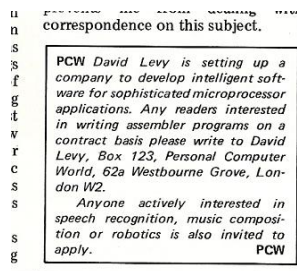 correspondence on this subject.
PCW David Levy is setting up a
company to develop intelligent soft-
ware for sophisticated microprocessor
applications. Any readers interested
in writing assembler programs on a
contract basis please write to David
Levy, Box 123, Personal Computer
World, 62a Westbourne Grove, Lon-
don W2.
Anyone actively interested in
speech recognition, music composi-
tion or robotics is also invited to
apply. PCW